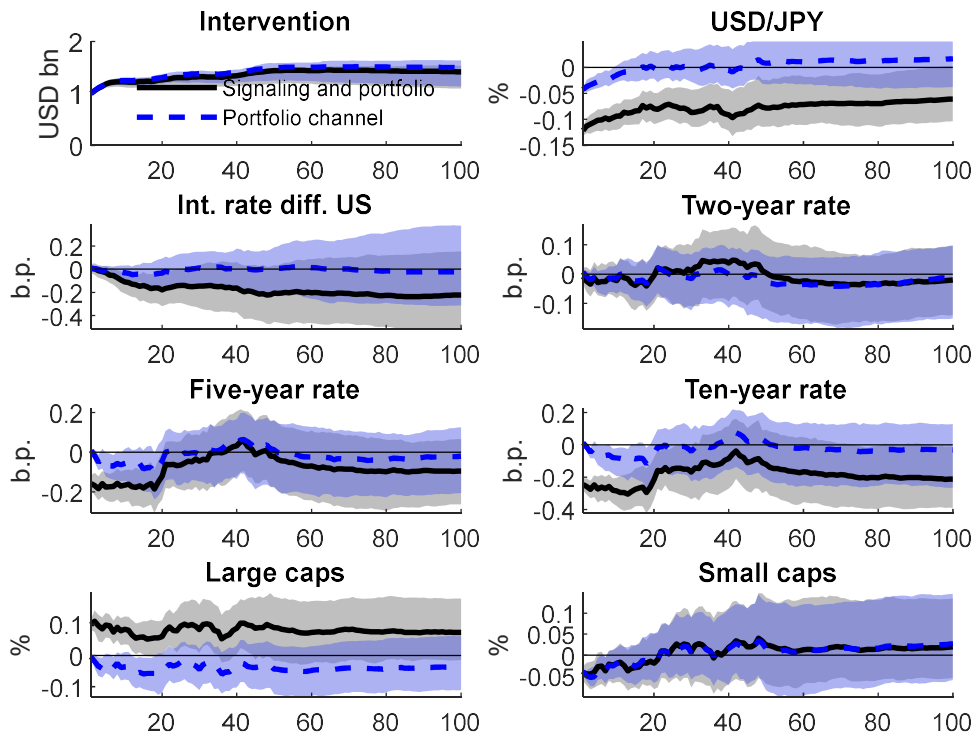 Intervention
USD bn
2
1
0
Signaling and portfolio
Portfolio channel
20 40 60 80 100
USD/JPY
%
0
-0.05
-0.1
-0.15
20 40 60 80 100
Int. rate diff. US
b.p.
0.2
0
-0.2
-0.4
20 40 60 80 100
Two-year rate
b.p.
0.1
0
-0.1
20 40 60 80 100
Five-year rate
b.p.
0.2
0
-0.2
20 40 60 80 100
Ten-year rate
b.p.
0.2
0
-0.2
-0.4
20 40 60 80 100
Large caps
%
0.1
0
-0.1
20 40 60 80 100
Small caps
%
0.1
0.05
0
-0.05
20 40 60 80 100